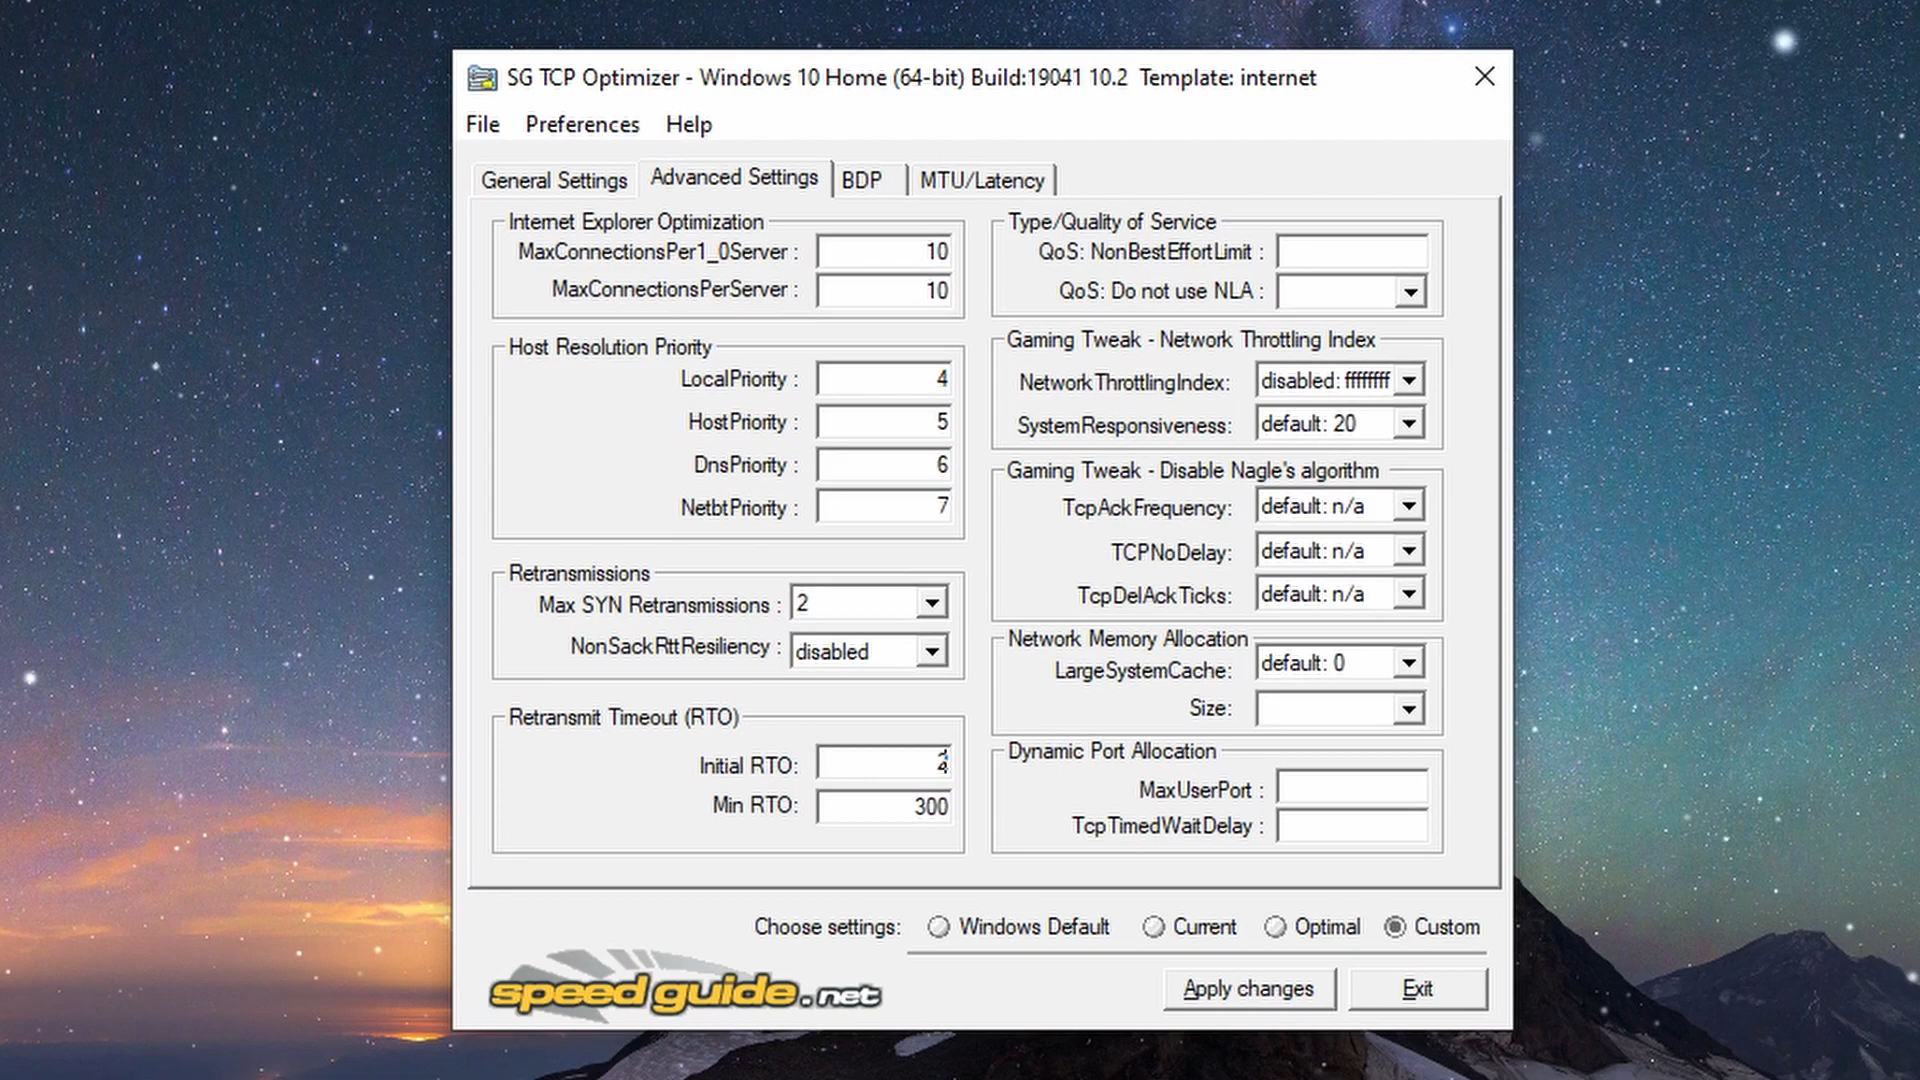 SG TCP Optimizer - Windows 10 Home (64-bit) Build:19041 10.2 Template: internet
File Preferences Help
General Settings Advanced Settings BDP MTU/Latency
Internet Explorer Optimization
MaxConnectionsPer1_0Server : 10
MaxConnectionsPerServer : 10
Host Resolution Priority
LocalPriority : 4
HostPriority : 5
DnsPriority : 6
NetbtPriority : 7
Retransmissions
Max SYN Retransmissions : 2
NonSackRttResiliency : disabled
Retransmit Timeout (RTO)
Initial RTO:
Min RTO: 300
Type/Quality of Service
QoS: NonBestEffortLimit :
QoS: Do not use NLA :
Gaming Tweak - Network Throttling Index
NetworkThrottlingIndex: disabled: ffffffff
SystemResponsiveness: default: 20
Gaming Tweak - Disable Nagle's algorithm
TcpAckFrequency: default: n/a
TCPNoDelay: default: n/a
TcpDelAckTicks: default: n/a
Network Memory Allocation
LargeSystemCache: default: 0
Size:
Dynamic Port Allocation
MaxUserPort :
TcpTimedWaitDelay :
Choose settings: Windows Default Current Optimal Custom
speedguide.net
Apply changes Exit